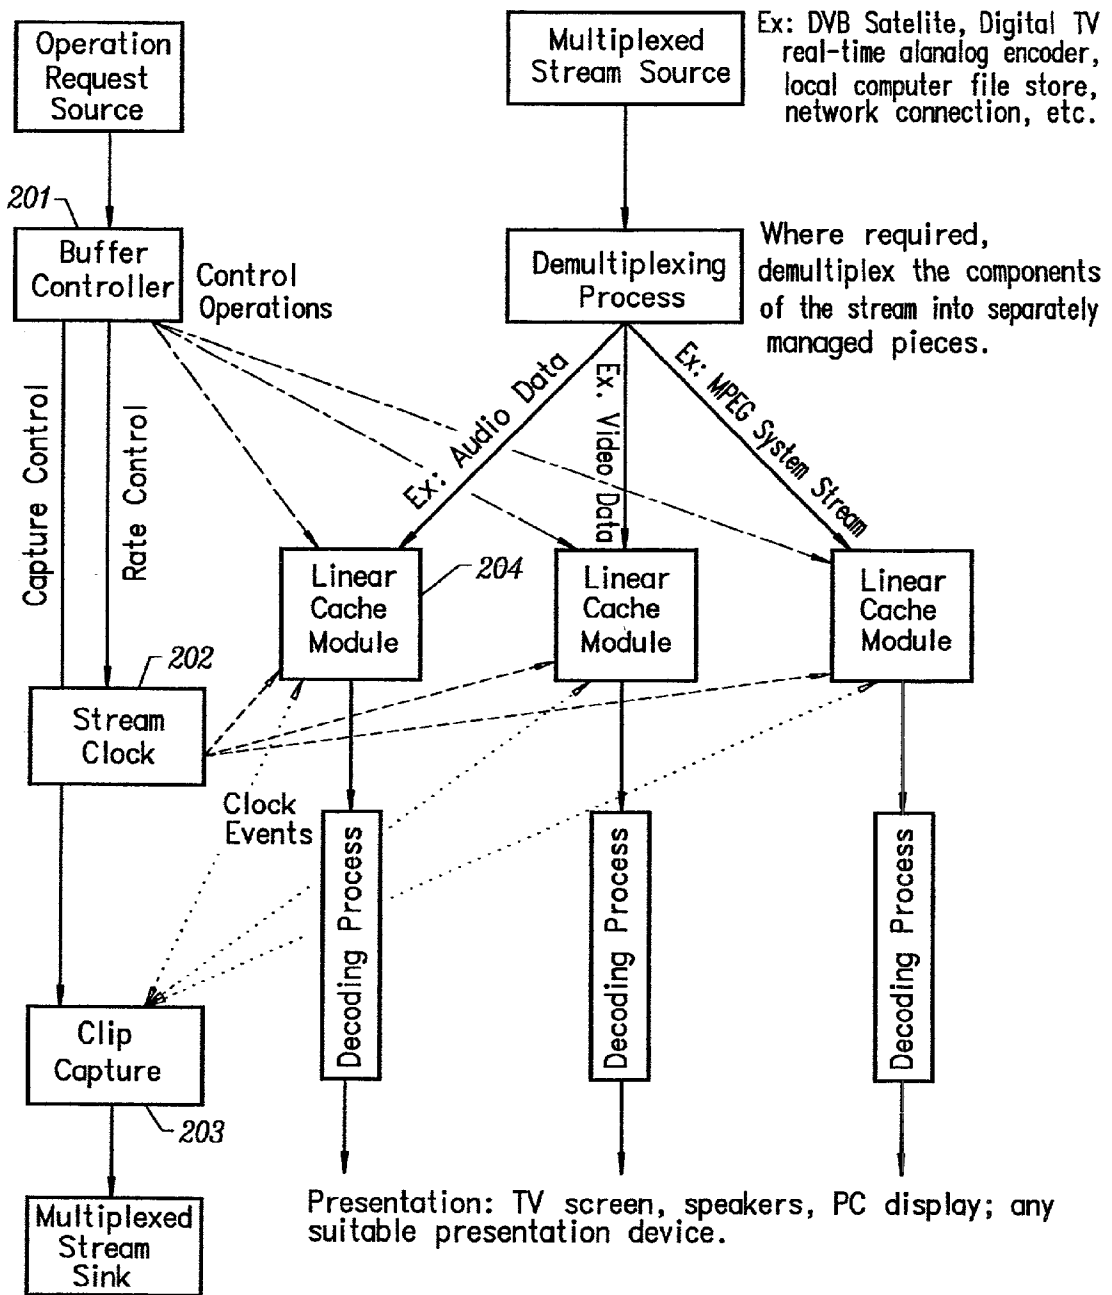 Operation
Request
Source
Multiplexed
Stream Source
Ex: DVB Satelite, Digital TV
real-time alanalog encoder,
local computer file store,
network connection, etc.
201
Buffer
Controller
Control
Operations
Demultiplexing
Process
Where required,
demultiplex the components
of the stream into separately
managed pieces.
Capture Control
Rate Control
Ex: Audio Data
Ex. Video Data
Ex: MPEG System Stream
Linear
Cache
Module
204
Linear
Cache
Module
Linear
Cache
Module
202
Stream
Clock
Clock
Events
Decoding Process
Decoding Process
Decoding Process
Clip
Capture
203
Multiplexed
Stream
Sink
Presentation: TV screen, speakers, PC display; any
suitable presentation device.